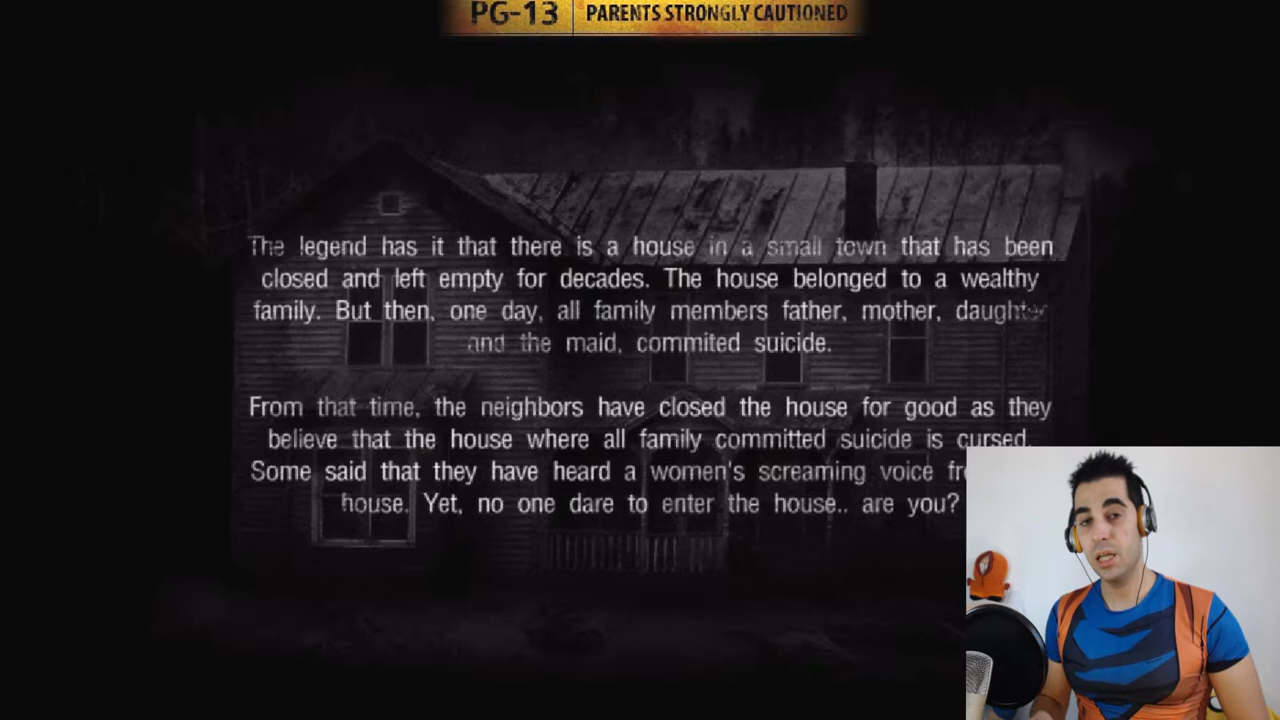 PG-13 PARENTS STRONGLY CAUTIONED
The legend has it that there is a house in a small town that has been
closed and left empty for decades. The house belonged to a wealthy
family. But then, one day, all family members father, mother, daughter
and the maid, commited suicide.
From that time, the neighbors have closed the house for good as they
believe that the house where all family committed suicide is cursed.
Some said that they have heard a women's screaming voice
house. Yet, no one dare to enter the house.. are you?